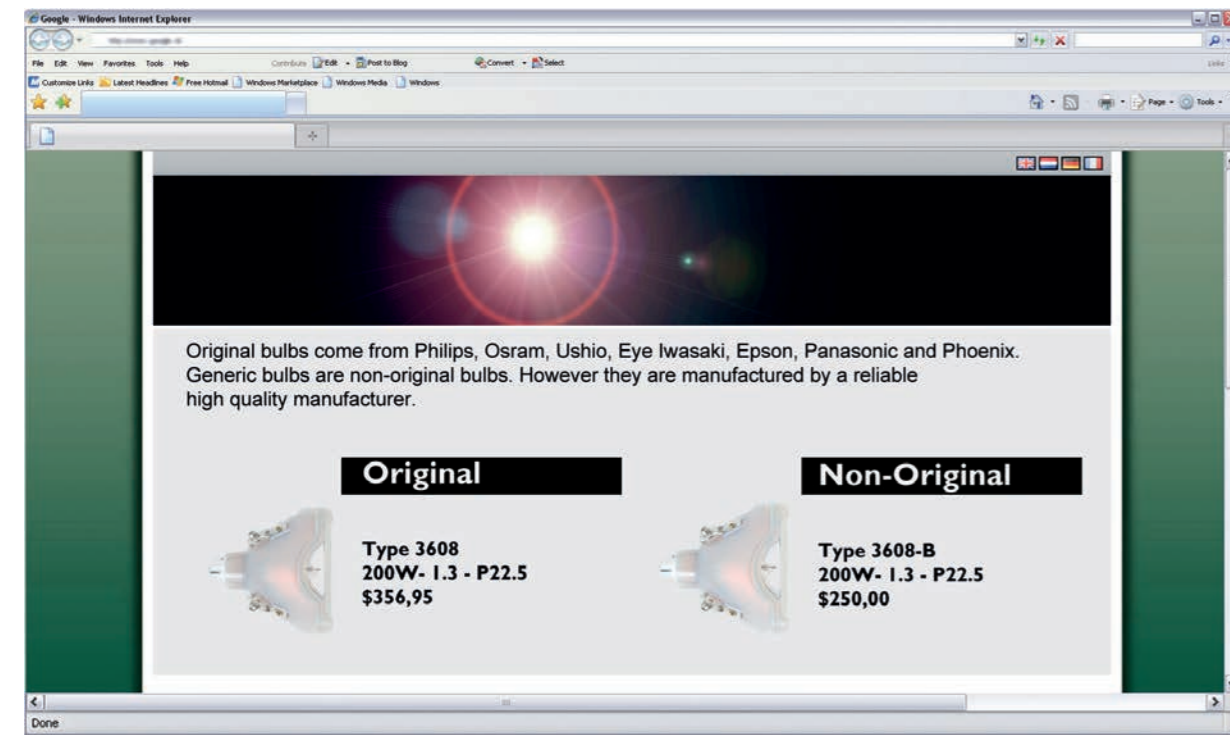 Google - Windows Internet Explorer
File Edit View Favorites Tools Help Contribute Edit Post to Blog Convert Select Links
Customize Links Latest Headlines Free Hotmail Windows Marketplace Windows Media Windows
Page Tools
Original bulbs come from Philips, Osram, Ushio, Eye Iwasaki, Epson, Panasonic and Phoenix.
Generic bulbs are non-original bulbs. However they are manufactured by a reliable
high quality manufacturer.
Original
Type 3608
200W- 1.3 - P22.5
$356,95
Non-Original
Type 3608-B
200W- 1.3 - P22.5
$250,00
Done